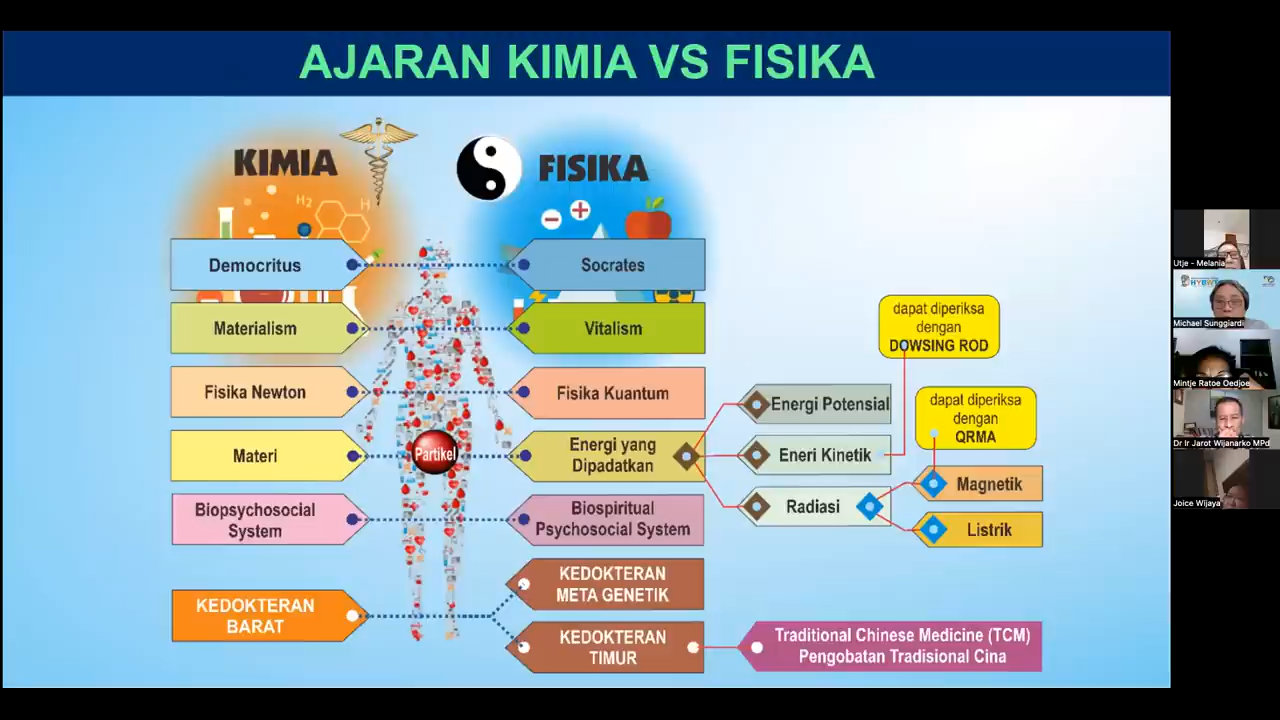 AJARAN KIMIA VS FISIKA
KIMIA
FISIKA
H2
H
Democritus
Socrates
Materialism
Vitalism
Fisika Newton
Fisika Kuantum
Materi
Partikel
Energi yang
Dipadatkan
Biopsychosocial
System
Biospiritual
Psychosocial System
KEDOKTERAN
BARAT
KEDOKTERAN
META GENETIK
KEDOKTERAN
TIMUR
Energi Potensial
Eneri Kinetik
Radiasi
dapat diperiksa
dengan
DOWSING ROD
dapat diperiksa
dengan
QRMA
Magnetik
Listrik
Traditional Chinese Medicine (TCM)
Pengobatan Tradisional Cina
Utje - Melania
Michael Sunggiardi
Mintje Ratoe Oedjoe
Dr Ir Jarot Wijanarko MPd
Joice Wijaya